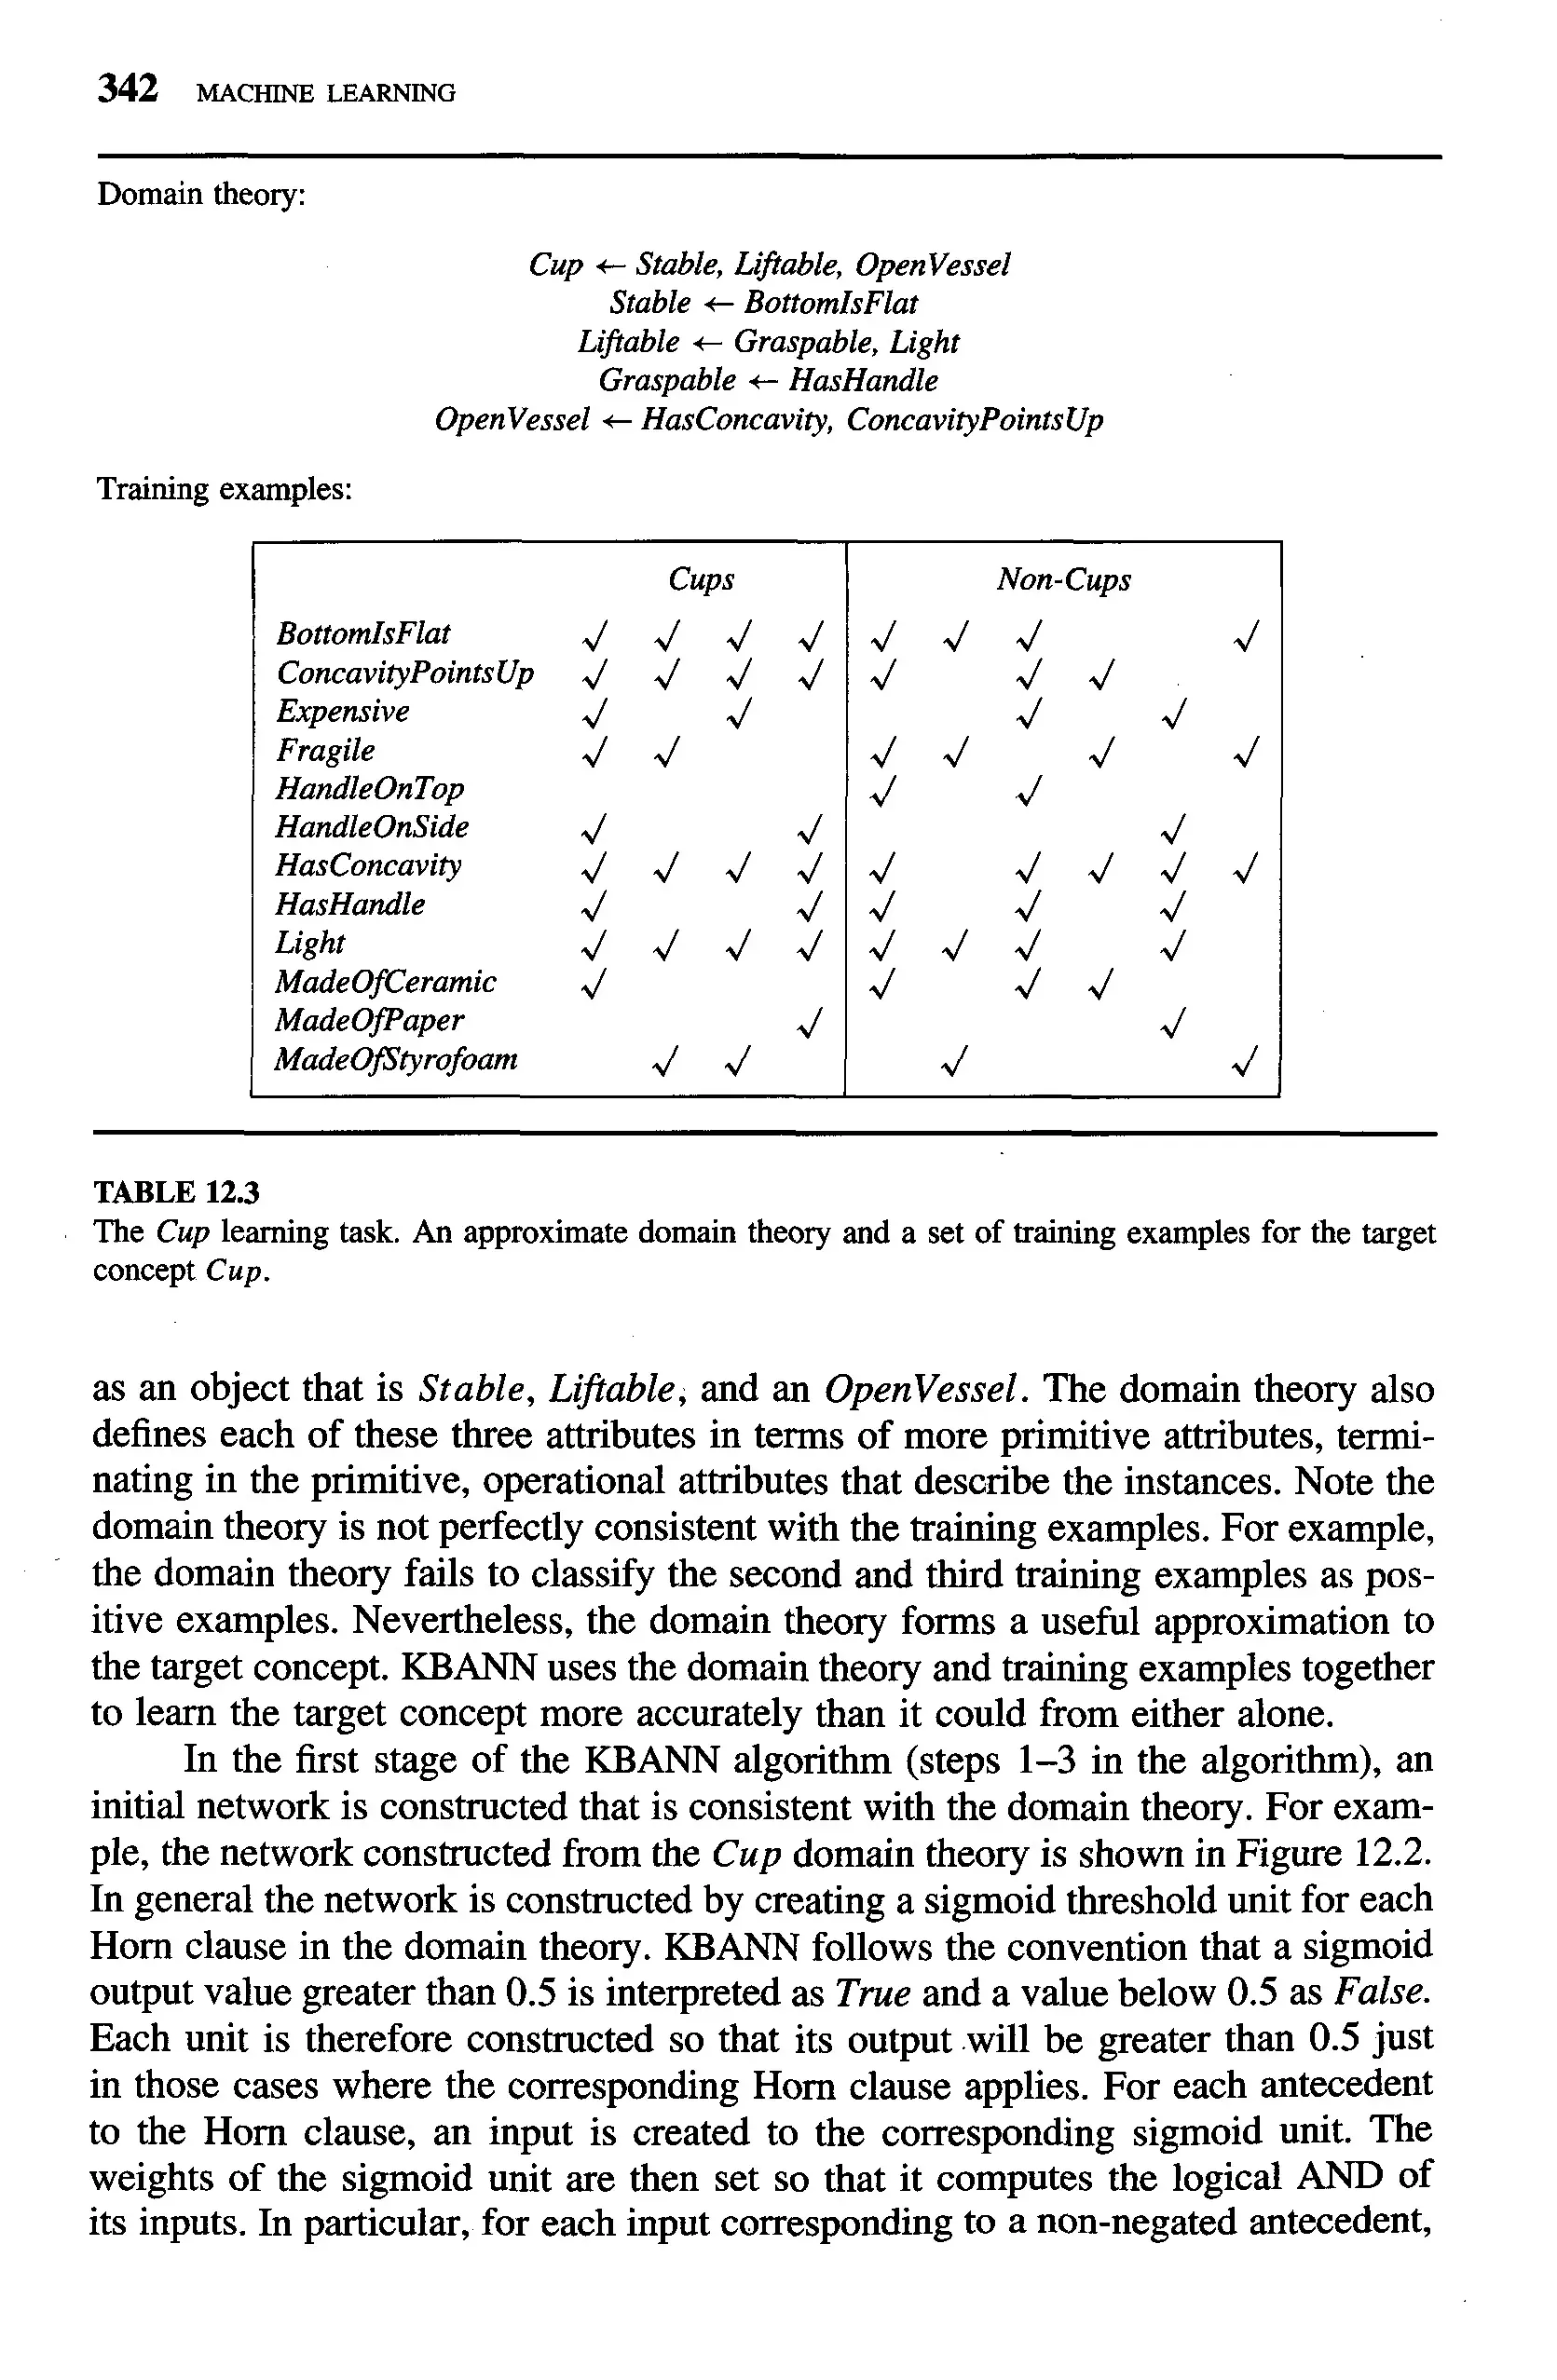 342 MACHINE LEARNING
Domain theory:
Cup ← Stable, Liftable, OpenVessel
Stable ← BottomIsFlat
Liftable ← Graspable, Light
Graspable ← HasHandle
OpenVessel ← HasConcavity, ConcavityPointsUp
Training examples:
Cups Non-Cups
BottomIsFlat √ √ √ √ √ √ √ √
ConcavityPointsUp √ √ √ √ √ √ √
Expensive √ √ √ √
Fragile √ √ √ √ √ √
HandleOnTop √ √
HandleOnSide √ √ √
HasConcavity √ √ √ √ √ √ √ √ √
HasHandle √ √ √ √ √
Light √ √ √ √ √ √ √ √
MadeOfCeramic √ √ √ √
MadeOfPaper √ √
MadeOfStyrofoam √ √ √ √
TABLE 12.3
The Cup learning task. An approximate domain theory and a set of training examples for the target
concept Cup.
as an object that is Stable, Liftable, and an OpenVessel. The domain theory also
defines each of these three attributes in terms of more primitive attributes, termi-
nating in the primitive, operational attributes that describe the instances. Note the
domain theory is not perfectly consistent with the training examples. For example,
the domain theory fails to classify the second and third training examples as pos-
itive examples. Nevertheless, the domain theory forms a useful approximation to
the target concept. KBANN uses the domain theory and training examples together
to learn the target concept more accurately than it could from either alone.
In the first stage of the KBANN algorithm (steps 1–3 in the algorithm), an
initial network is constructed that is consistent with the domain theory. For exam-
ple, the network constructed from the Cup domain theory is shown in Figure 12.2.
In general the network is constructed by creating a sigmoid threshold unit for each
Horn clause in the domain theory. KBANN follows the convention that a sigmoid
output value greater than 0.5 is interpreted as True and a value below 0.5 as False.
Each unit is therefore constructed so that its output will be greater than 0.5 just
in those cases where the corresponding Horn clause applies. For each antecedent
to the Horn clause, an input is created to the corresponding sigmoid unit. The
weights of the sigmoid unit are then set so that it computes the logical AND of
its inputs. In particular, for each input corresponding to a non-negated antecedent,